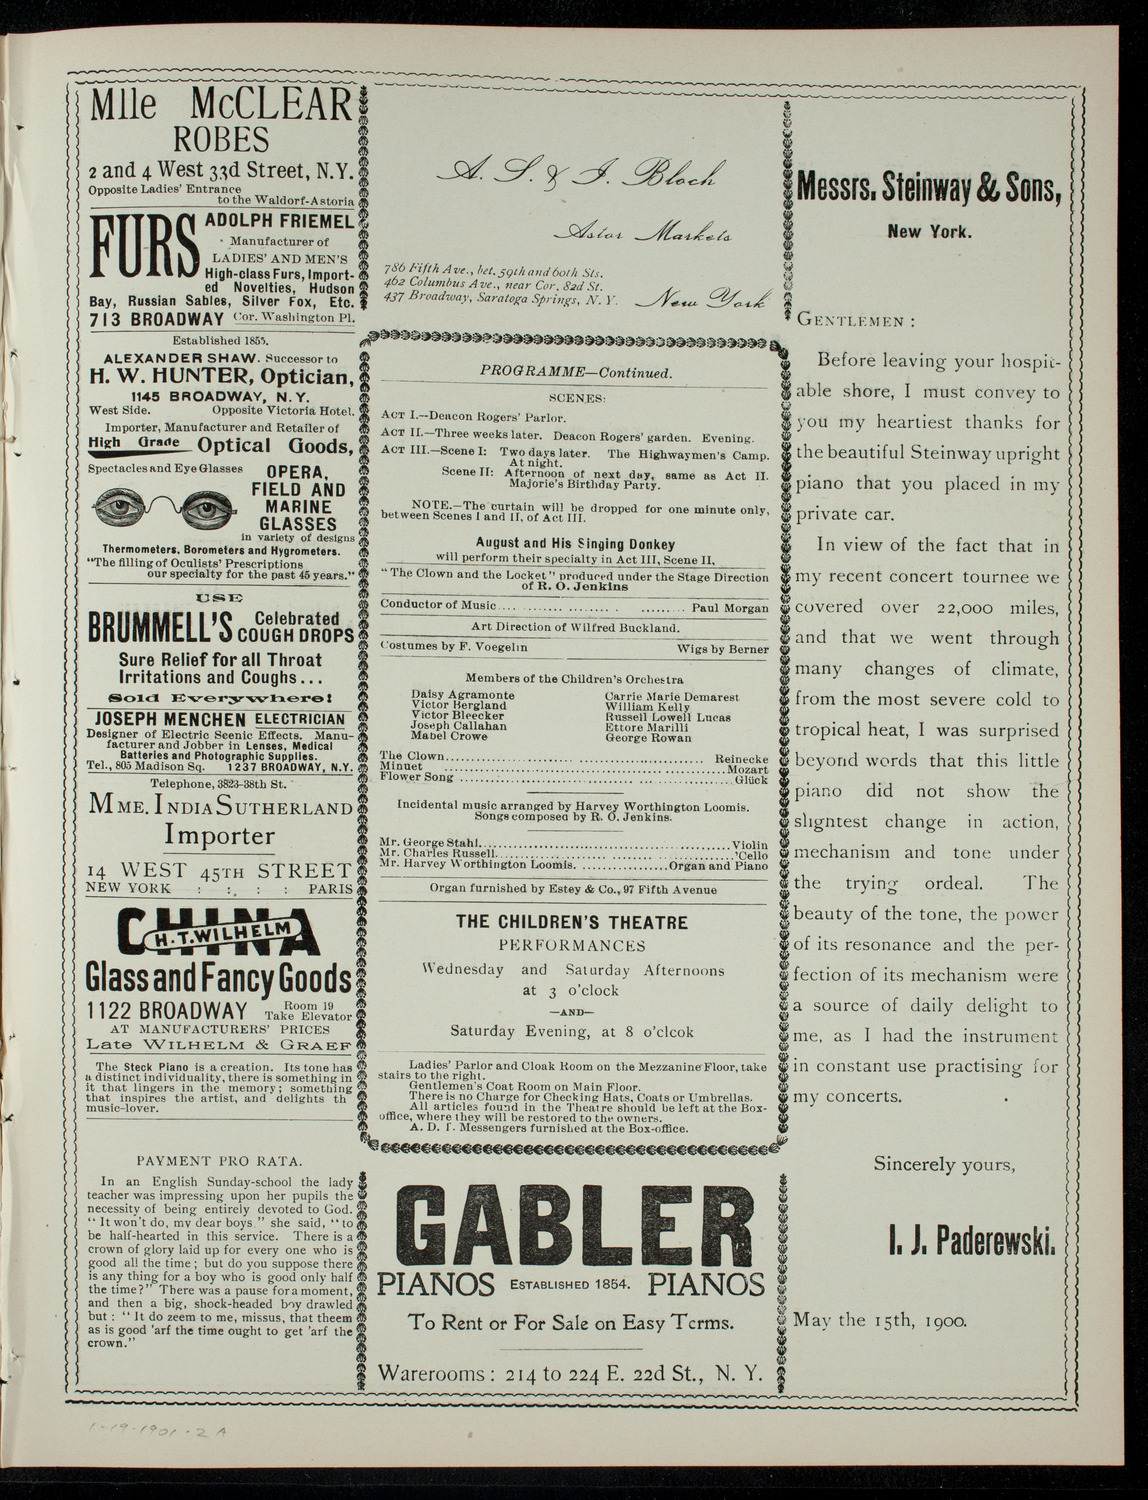 Mlle McCLEAR
ROBES
2 and 4 West 33d Street, N.Y.
Opposite Ladies' Entrance
to the Waldorf-Astoria
FURS
ADOLPH FRIEMEL
Manufacturer of
LADIES' AND MEN'S
High-class Furs, Import-
ed Novelties, Hudson
Bay, Russian Sables, Silver Fox, Etc.
713 BROADWAY Cor. Washington Pl.
Established 1855.
ALEXANDER SHAW. Successor to
H. W. HUNTER, Optician,
1145 BROADWAY, N.Y.
West Side. Opposite Victoria Hotel.
Importer, Manufacturer and Retailer of
High Grade Optical Goods,
Spectacles and Eye Glasses
OPERA,
FIELD AND
MARINE
GLASSES
in variety of designs
Thermometers, Borometers and Hygrometers.
"The filling of Oculists' Prescriptions
our specialty for the past 45 years."
USE
BRUMMELL'S Celebrated
COUGH DROPS
Sure Relief for all Throat
Irritations and Coughs...
Sold Everywhere!
JOSEPH MENCHEN ELECTRICIAN
Designer of Electric Scenic Effects. Manu-
facturer and Jobber in Lenses, Medical
Batteries and Photographic Supplies.
Tel., 805 Madison Sq. 1237 BROADWAY, N.Y.
Telephone, 3823-38th St.
MME. INDIA SUTHERLAND
Importer
14 WEST 45TH STREET
NEW YORK : : : : PARIS
CHINA
H. T. WILHELM
Glass and Fancy Goods
1122 BROADWAY Room 19
Take Elevator
AT MANUFACTURERS' PRICES
Late WILHELM & GRAEF
The Steck Piano is a creation. Its tone has
a distinct individuality, there is something in
it that lingers in the memory; something
that inspires the artist, and delights th
music-lover.
PAYMENT PRO RATA.
In an English Sunday-school the lady
teacher was impressing upon her pupils the
necessity of being entirely devoted to God.
"It won't do, my dear boys" she said, "to
be half-hearted in this service. There is a
crown of glory laid up for every one who is
good all the time; but do you suppose there
is any thing for a boy who is good only half
the time?" There was a pause for a moment,
and then a big, shock-headed boy drawled
but: "It do zeem to me, missus, that theem
as is good 'arf the time ought to get 'arf the
crown."
A. S. & I. Bloch
Astor Markets
786 Fifth Ave., bet. 59th and 60th Sts.
462 Columbus Ave., near Cor. 82d St.
437 Broadway, Saratoga Springs, N. Y.
New York
PROGRAMME—Continued.
SCENES:
ACT I.—Deacon Rogers' Parlor.
ACT II.—Three weeks later. Deacon Rogers' garden. Evening.
ACT III.—Scene I: Two days later. The Highwaymen's Camp.
At night.
Scene II: Afternoon of next day, same as Act II.
Majorie's Birthday Party.
NOTE.—The curtain will be dropped for one minute only,
between Scenes I and II, of Act III.
August and His Singing Donkey
will perform their specialty in Act III, Scene II,
"The Clown and the Locket" produced under the Stage Direction
of R. O. Jenkins
Conductor of Music.... ........ ........ . ......... Paul Morgan
Art Direction of Wilfred Buckland.
Costumes by F. Voegelin Wigs by Berner
Members of the Children's Orchestra
Daisy Agramonte Carrie Marie Demarest
Victor Bergland William Kelly
Victor Bleecker Russell Lowell Lucas
Joseph Callahan Ettore Marilli
Mabel Crowe George Rowan
The Clown.......................................... Reinecke
Minuet ..........................................Mozart
Flower Song ..........................................Glück
Incidental music arranged by Harvey Worthington Loomis.
Songs composed by R. O. Jenkins.
Mr. George Stahl..........................................Violin
Mr. Charles Russell..........................................'Cello
Mr. Harvey Worthington Loomis. .................Organ and Piano
Organ furnished by Estey & Co., 97 Fifth Avenue
THE CHILDREN'S THEATRE
PERFORMANCES
Wednesday and Saturday Afternoons
at 3 o'clock
—AND—
Saturday Evening, at 8 o'clcok
Ladies' Parlor and Cloak Room on the Mezzanine Floor, take
stairs to the right.
Gentlemen's Coat Room on Main Floor.
There is no Charge for Checking Hats, Coats or Umbrellas.
All articles found in the Theatre should be left at the Box-
office, where they will be restored to the owners.
A. D. T. Messengers furnished at the Box-office.
GABLER
PIANOS ESTABLISHED 1854. PIANOS
To Rent or For Sale on Easy Terms.
Warerooms: 214 to 224 E. 22d St., N. Y.
Messrs. Steinway & Sons,
New York.
GENTLEMEN:
Before leaving your hospit-
able shore, I must convey to
you my heartiest thanks for
the beautiful Steinway upright
piano that you placed in my
private car.
In view of the fact that in
my recent concert tournee we
covered over 22,000 miles,
and that we went through
many changes of climate,
from the most severe cold to
tropical heat, I was surprised
beyond words that this little
piano did not show the
slightest change in action,
mechanism and tone under
the trying ordeal. The
beauty of the tone, the power
of its resonance and the per-
fection of its mechanism were
a source of daily delight to
me, as I had the instrument
in constant use practising for
my concerts.
Sincerely yours,
I. J. Paderewski.
May the 15th, 1900.
1-19-1901-2 A